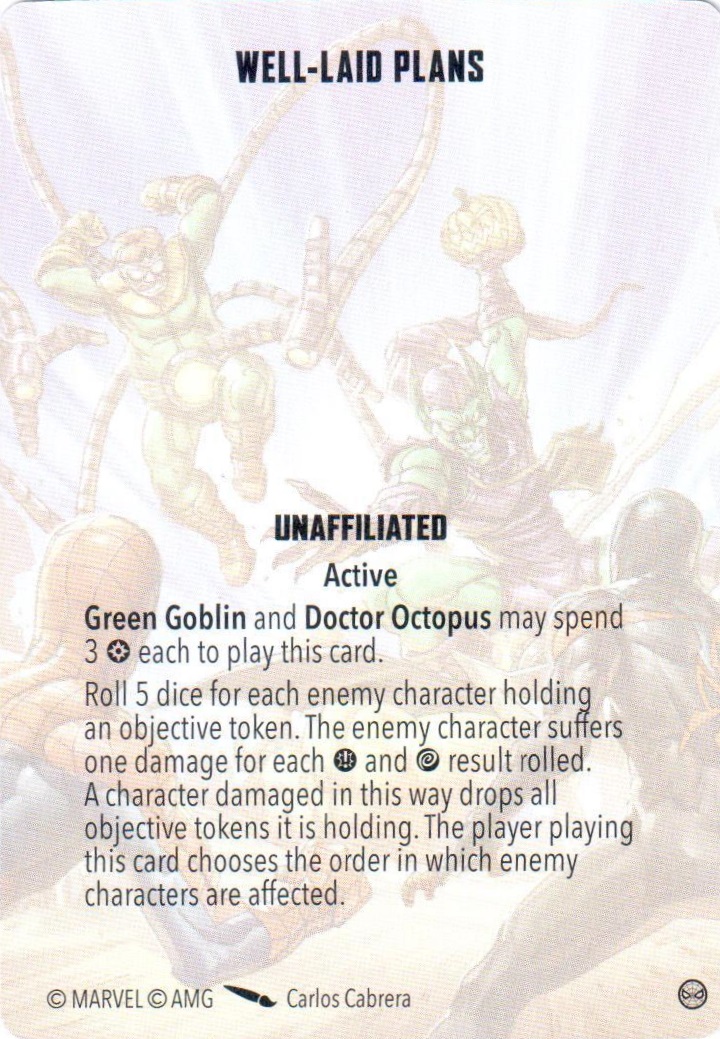 WELL-LAID PLANS
UNAFFILIATED
Active
Green Goblin and Doctor Octopus may spend
3 each to play this card.
Roll 5 dice for each enemy character holding
an objective token. The enemy character suffers
one damage for each and result rolled.
A character damaged in this way drops all
objective tokens it is holding. The player playing
this card chooses the order in which enemy
characters are affected.
© MARVEL © AMG Carlos Cabrera